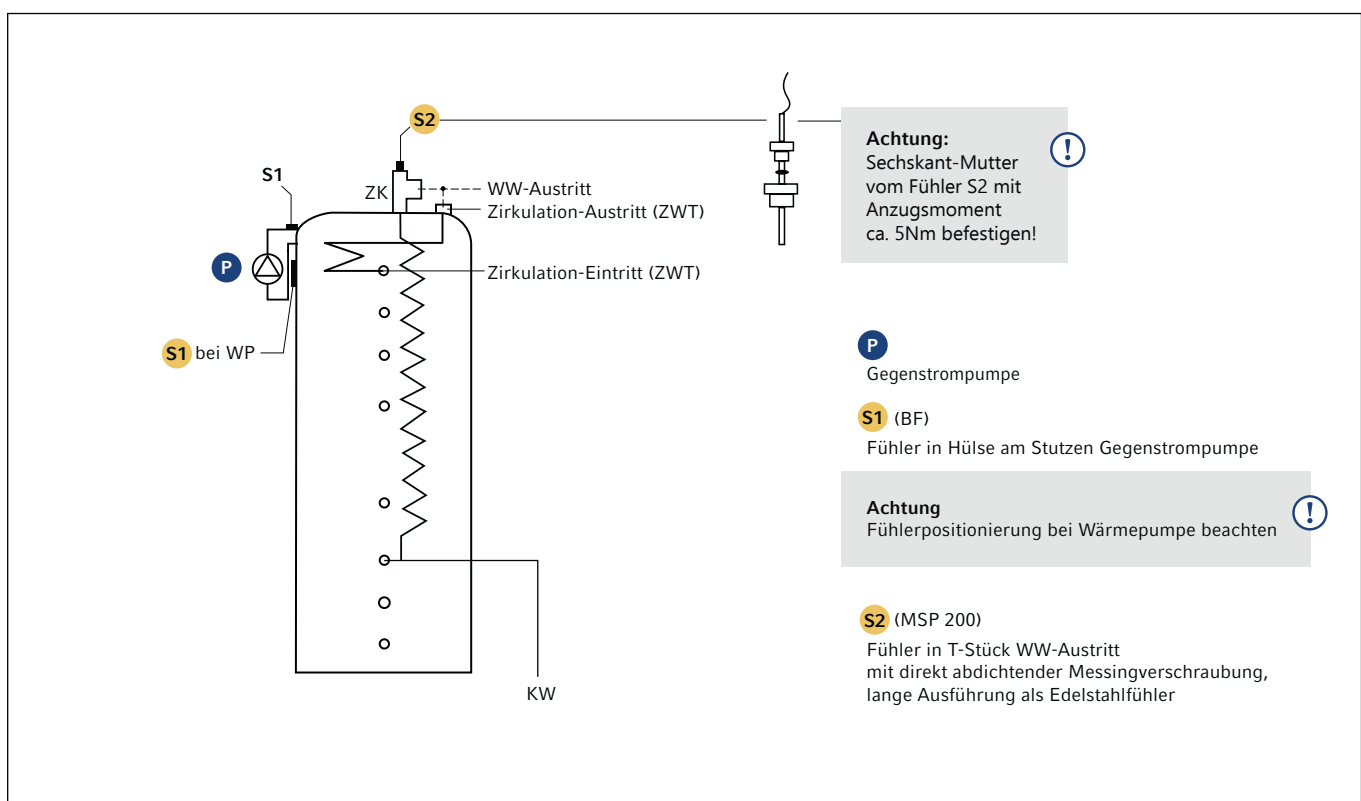 S2
S1
ZK
WW-Austritt
Zirkulation-Austritt (ZWT)
P
Zirkulation-Eintritt (ZWT)
S1 bei WP
KW
Achtung:
Sechskant-Mutter
vom Fühler S2 mit
Anzugsmoment
ca. 5Nm befestigen!
!
P
Gegenstrompumpe
S1 (BF)
Fühler in Hülse am Stutzen Gegenstrompumpe
Achtung
Fühlerpositionierung bei Wärmepumpe beachten
!
S2 (MSP 200)
Fühler in T-Stück WW-Austritt
mit direkt abdichtender Messingverschraubung,
lange Ausführung als Edelstahlfühler